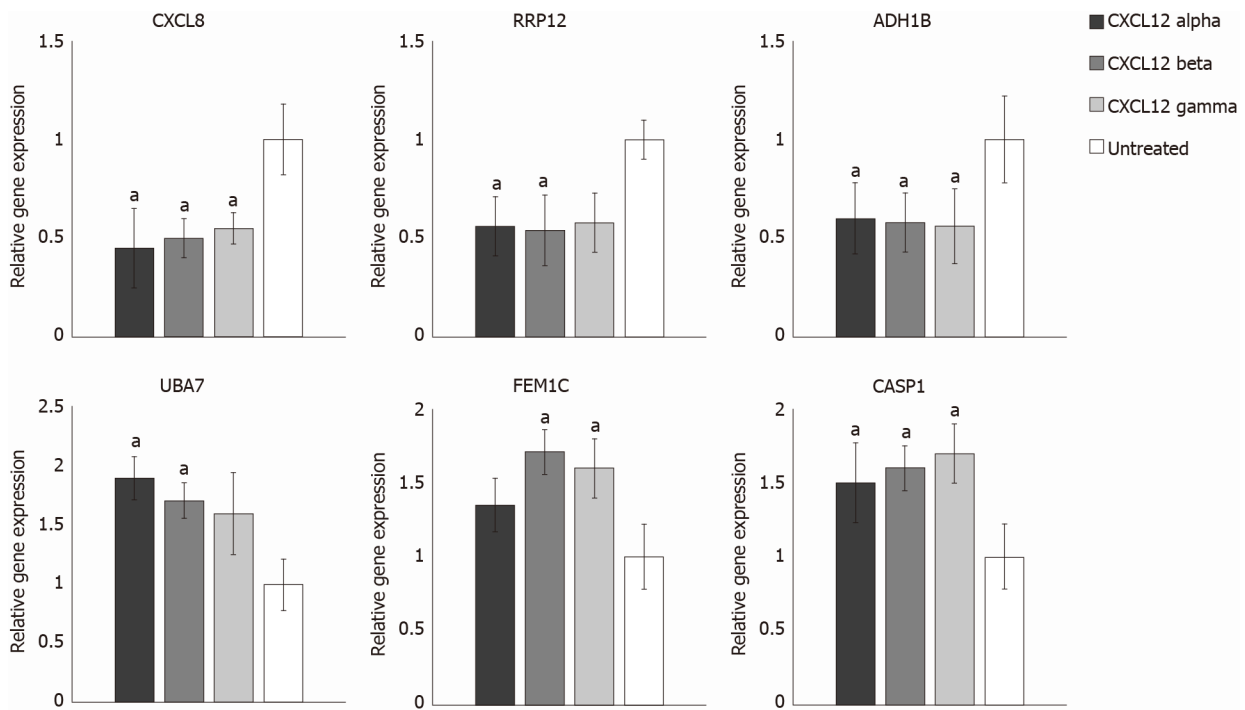 CXCL8
1.5
1
0.5
0
Relative gene expression
a
a
a
RRP12
1.5
1
0.5
0
Relative gene expression
a
a
ADH1B
1.5
1
0.5
0
Relative gene expression
a
a
a
CXCL12 alpha
CXCL12 beta
CXCL12 gamma
Untreated
UBA7
2.5
2
1.5
1
0.5
0
Relative gene expression
a
a
FEM1C
2
1.5
1
0.5
0
Relative gene expression
a
a
CASP1
2
1.5
1
0.5
0
Relative gene expression
a
a
a